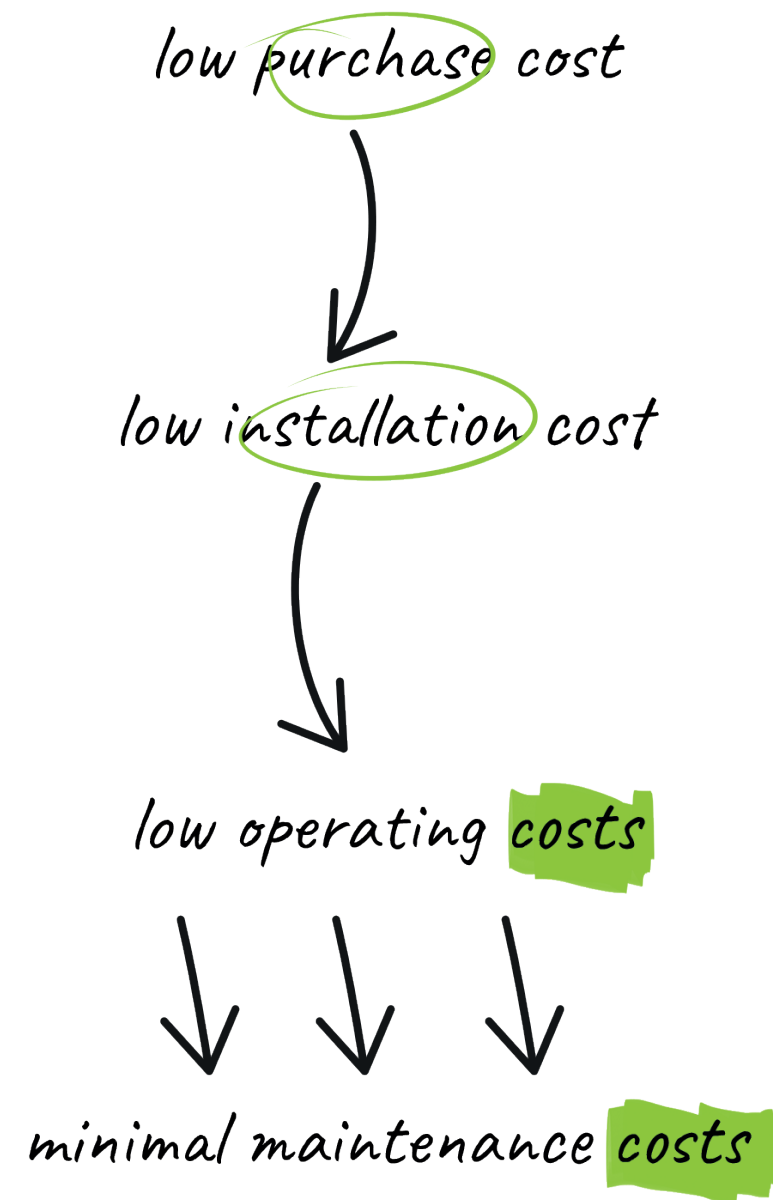 low purchase cost
low installation cost
low operating costs
minimal maintenance costs